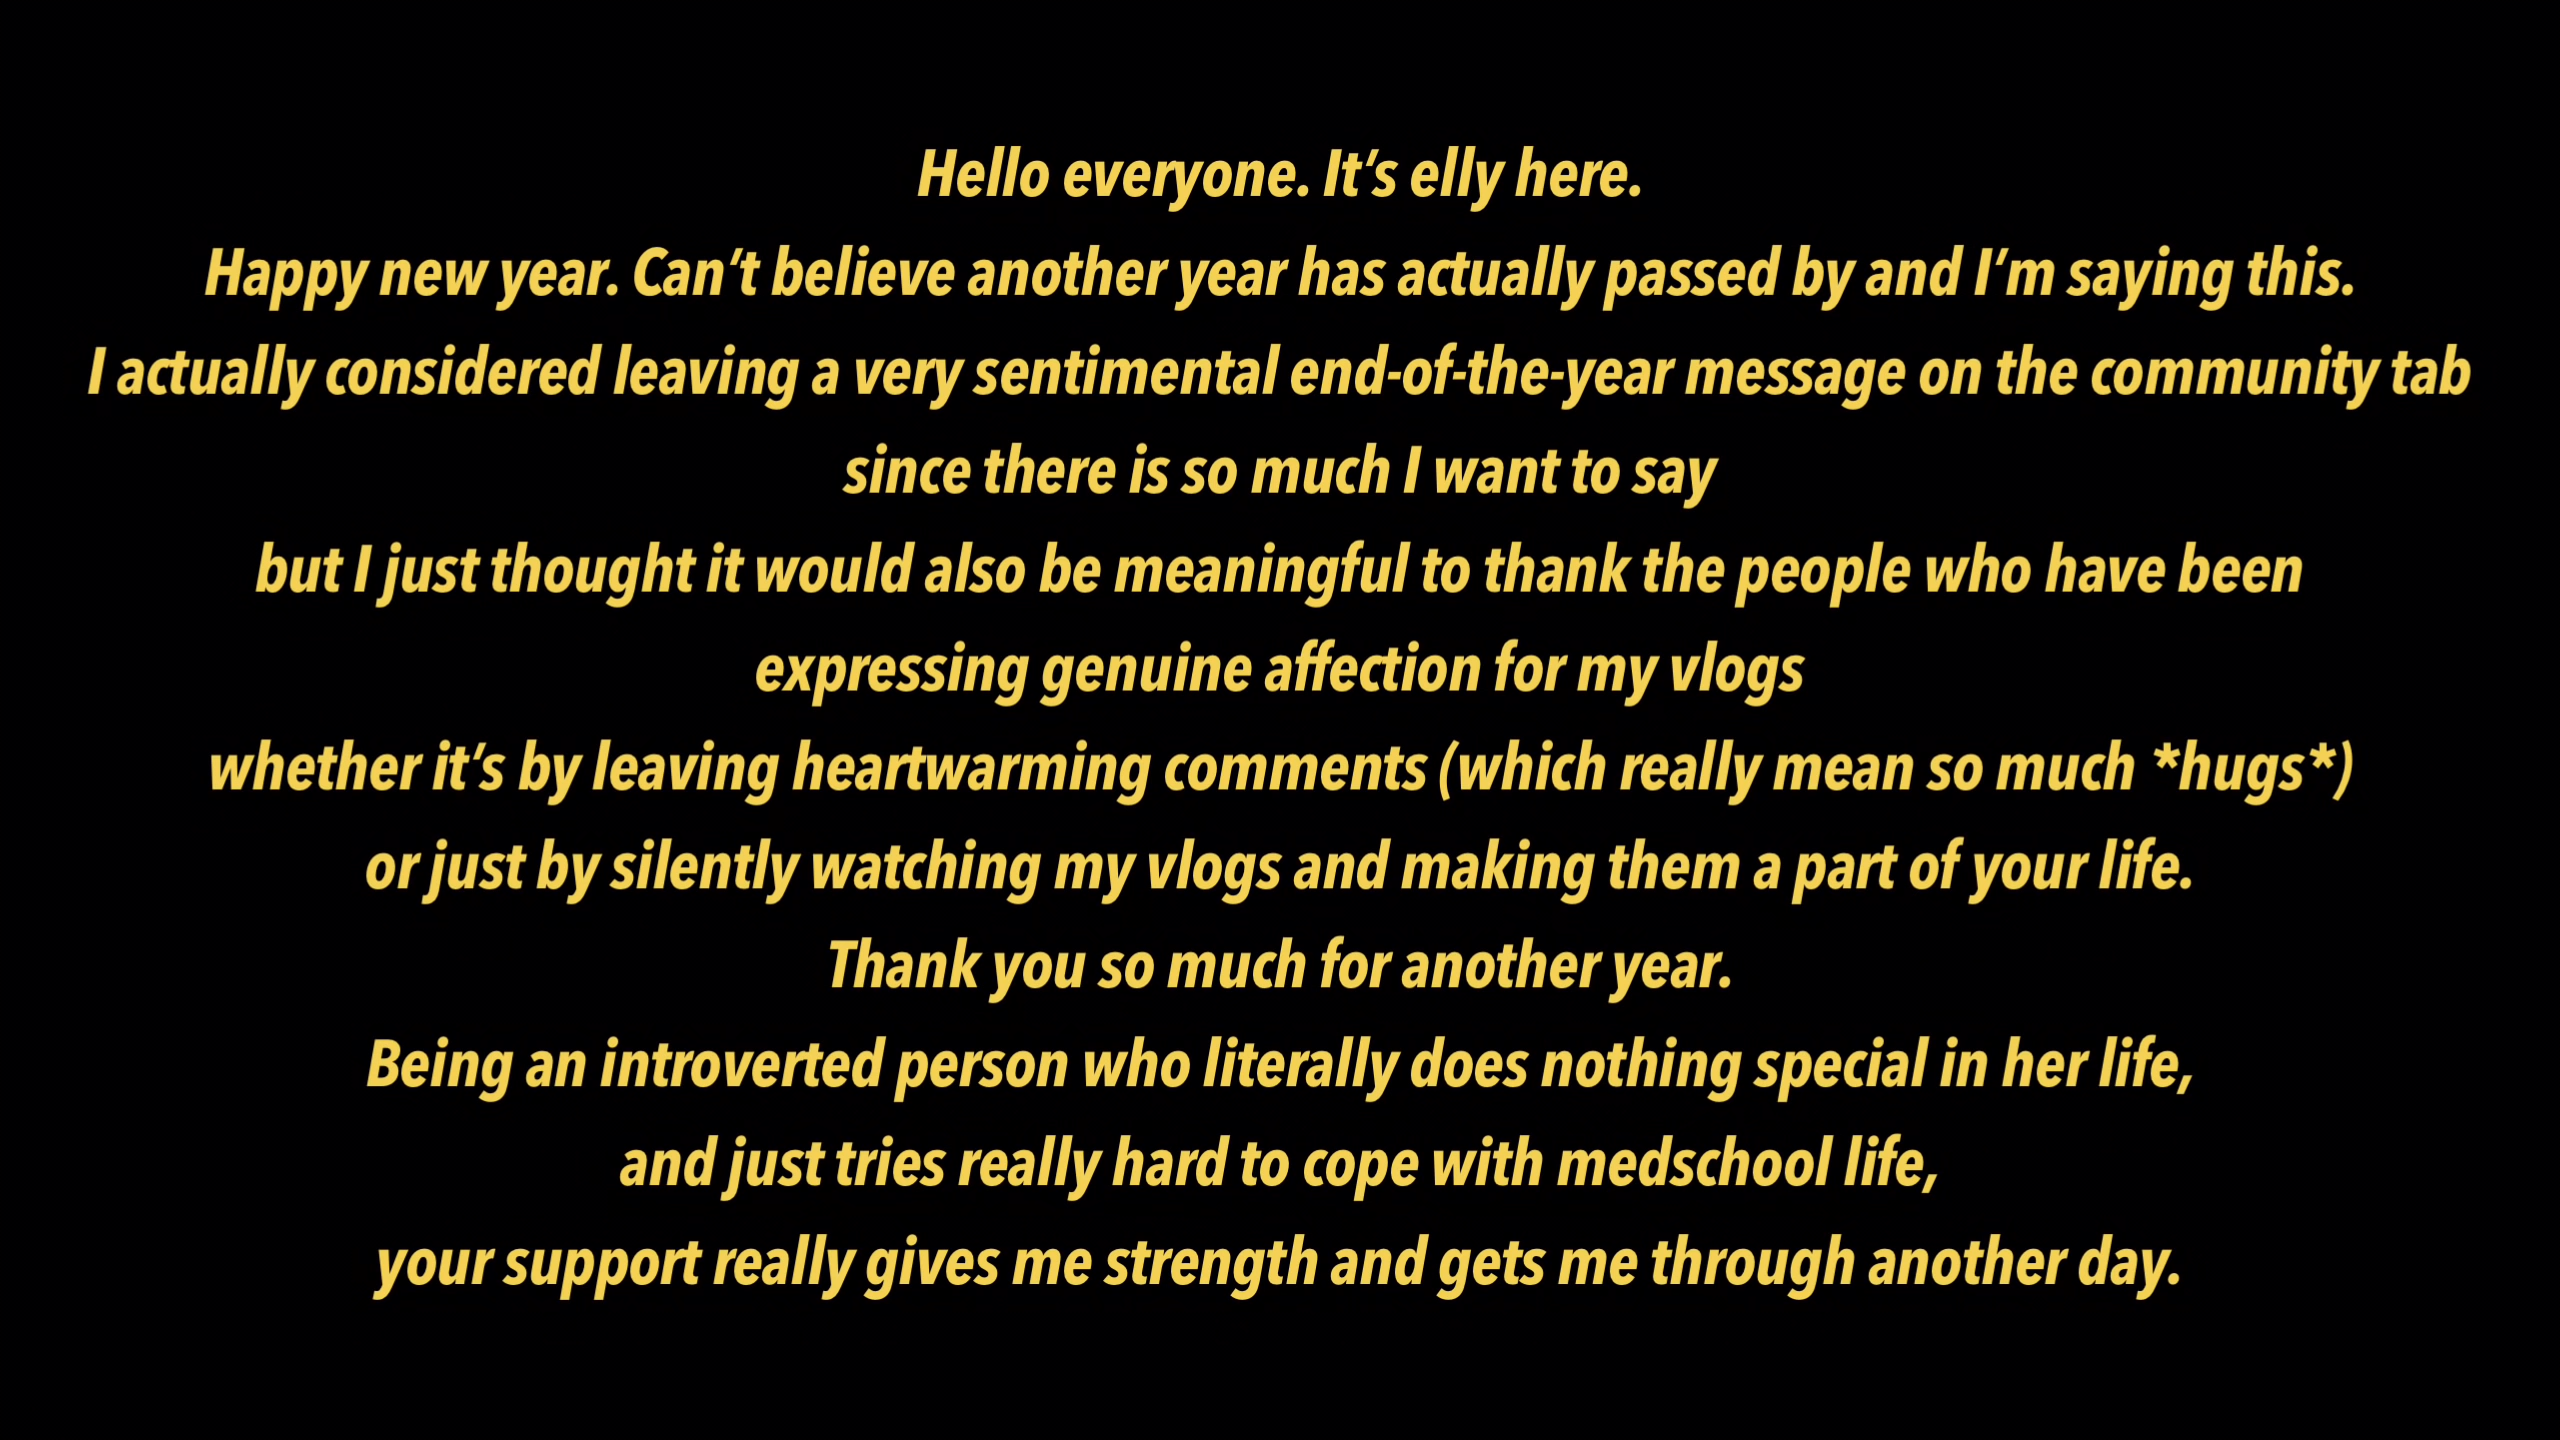 Hello everyone. It’s elly here.
Happy new year. Can’t believe another year has actually passed by and I’m saying this.
I actually considered leaving a very sentimental end-of-the-year message on the community tab
since there is so much I want to say
but I just thought it would also be meaningful to thank the people who have been
expressing genuine affection for my vlogs
whether it’s by leaving heartwarming comments (which really mean so much *hugs*)
or just by silently watching my vlogs and making them a part of your life.
Thank you so much for another year.
Being an introverted person who literally does nothing special in her life,
and just tries really hard to cope with medschool life,
your support really gives me strength and gets me through another day.